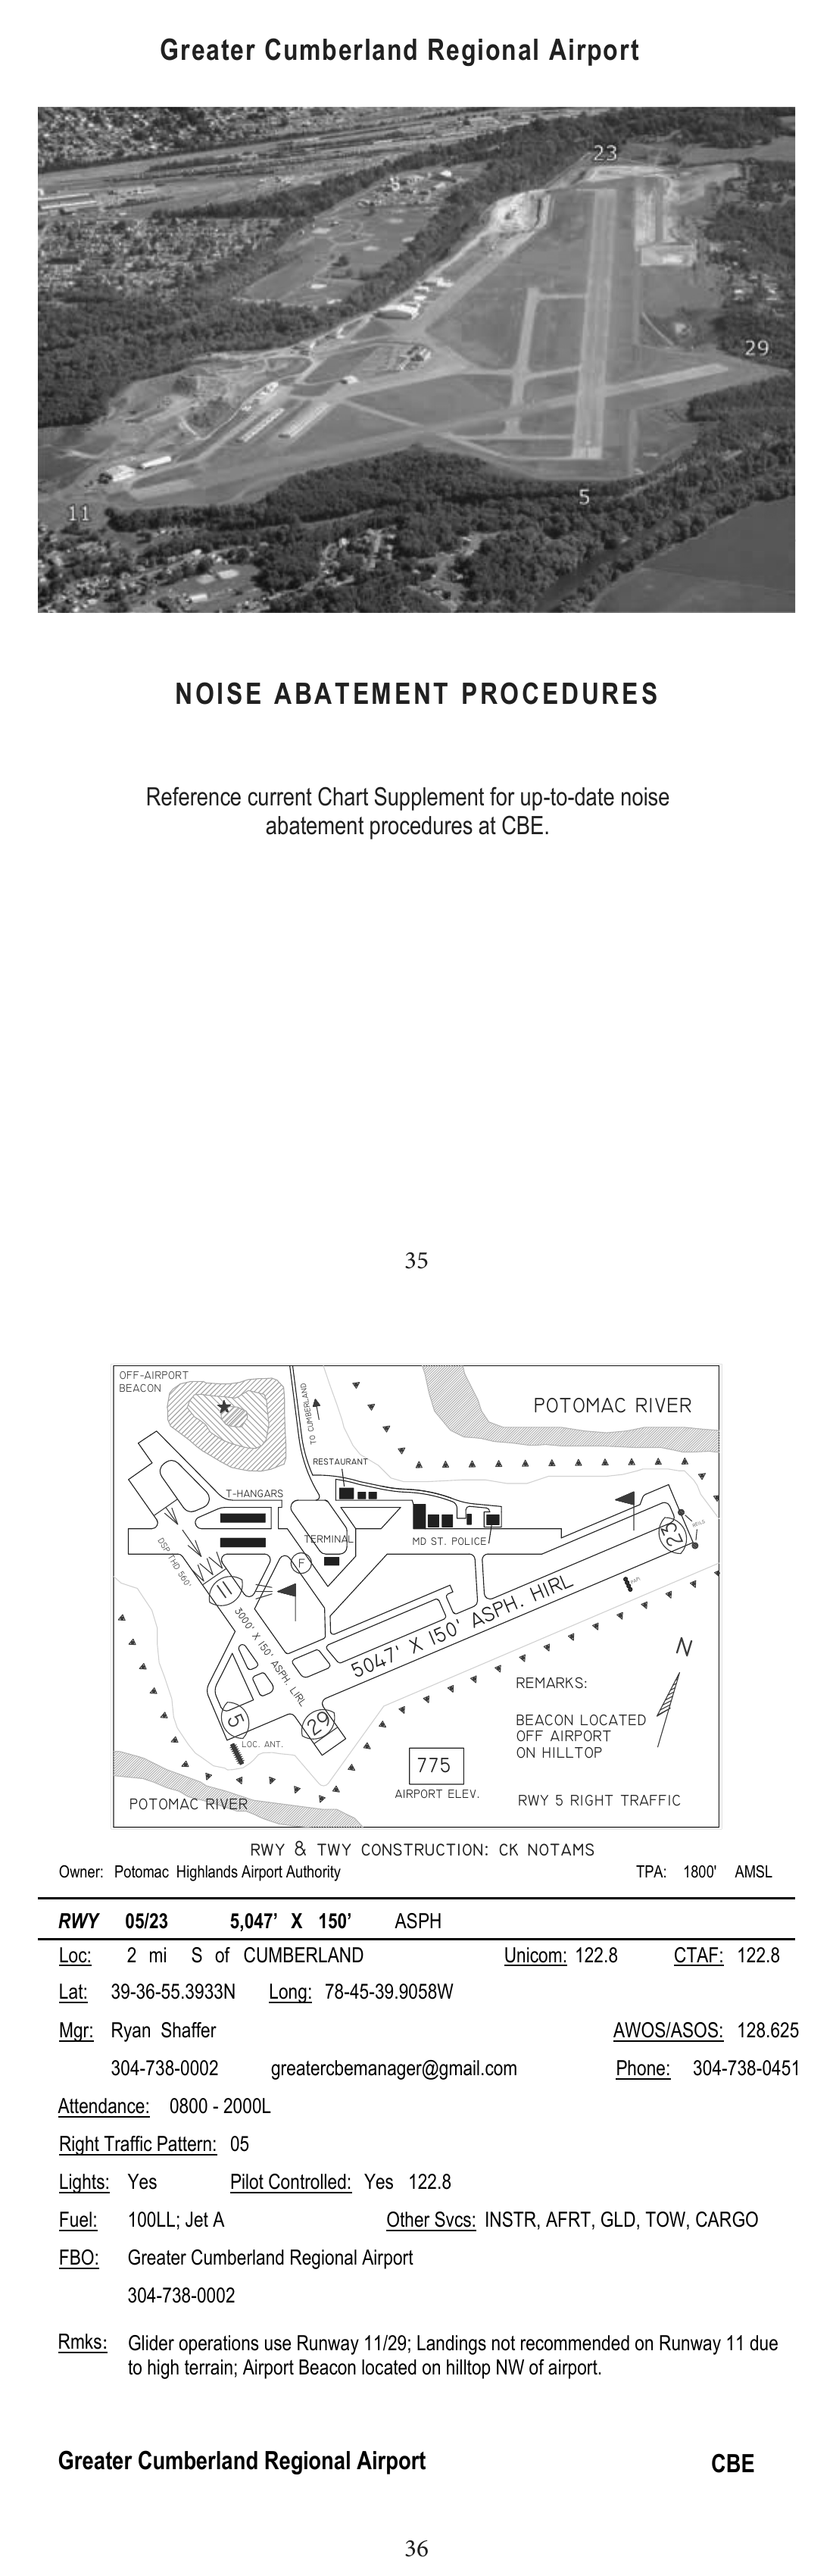 Greater Cumberland Regional Airport
23
29
5
11
NOISE ABATEMENT PROCEDURES
Reference current Chart Supplement for up-to-date noise
abatement procedures at CBE.
35
OFF-AIRPORT
BEACON
TO CUMBERLAND
POTOMAC RIVER
RESTAURANT
T-HANGARS
TERMINAL
MD ST. POLICE
F
DSP THD 560'
11
23
REILS
PAPI
3000' X 150' ASPH. LIRL
5047' X 150' ASPH. HIRL
N
5
29
LOC. ANT.
REMARKS:
BEACON LOCATED
OFF AIRPORT
ON HILLTOP
775
AIRPORT ELEV.
RWY 5 RIGHT TRAFFIC
POTOMAC RIVER
RWY & TWY CONSTRUCTION: CK NOTAMS
Owner: Potomac Highlands Airport Authority TPA: 1800' AMSL
RWY 05/23 5,047’ X 150’ ASPH
Loc: 2 mi S of CUMBERLAND Unicom: 122.8 CTAF: 122.8
Lat: 39-36-55.3933N Long: 78-45-39.9058W
Mgr: Ryan Shaffer AWOS/ASOS: 128.625
304-738-0002 greatercbemanager@gmail.com Phone: 304-738-0451
Attendance: 0800 - 2000L
Right Traffic Pattern: 05
Lights: Yes Pilot Controlled: Yes 122.8
Fuel: 100LL; Jet A Other Svcs: INSTR, AFRT, GLD, TOW, CARGO
FBO: Greater Cumberland Regional Airport
304-738-0002
Rmks: Glider operations use Runway 11/29; Landings not recommended on Runway 11 due
to high terrain; Airport Beacon located on hilltop NW of airport.
Greater Cumberland Regional Airport CBE
36